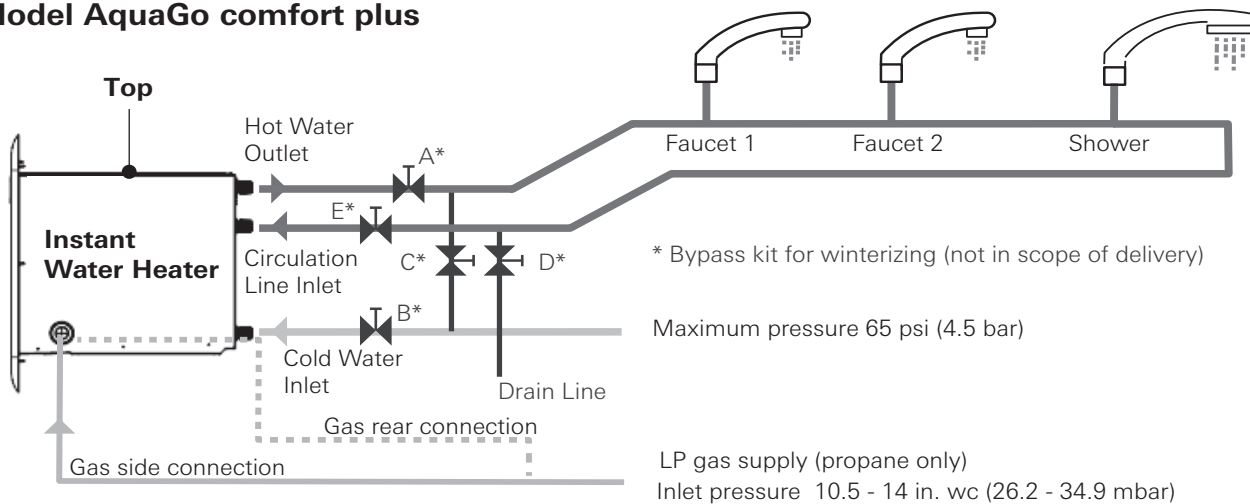 Model AquaGo comfort plus
Top
Hot Water
Outlet
A*
Faucet 1
Faucet 2
Shower
E*
Instant
Water Heater
Circulation
Line Inlet
C*
D*
* Bypass kit for winterizing (not in scope of delivery)
B*
Maximum pressure 65 psi (4.5 bar)
Cold Water
Inlet
Drain Line
Gas rear connection
Gas side connection
LP gas supply (propane only)
Inlet pressure 10.5 - 14 in. wc (26.2 - 34.9 mbar)